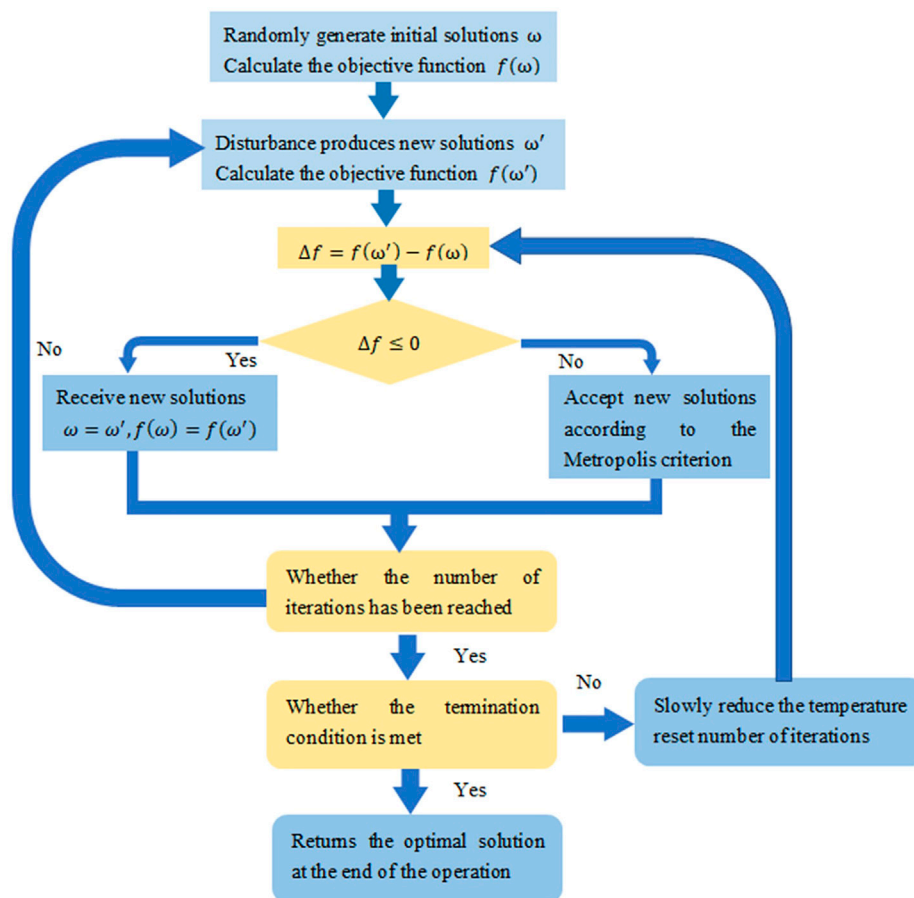 Randomly generate initial solutions ω
Calculate the objective function f(ω)
Disturbance produces new solutions ω′
Calculate the objective function f(ω′)
Δf = f(ω′) − f(ω)
Δf ≤ 0
No
Yes
No
Receive new solutions
ω = ω′, f(ω) = f(ω′)
Accept new solutions
according to the
Metropolis criterion
Whether the number of
iterations has been reached
Yes
Whether the termination
condition is met
No
Slowly reduce the temperature
reset number of iterations
Yes
Returns the optimal solution
at the end of the operation